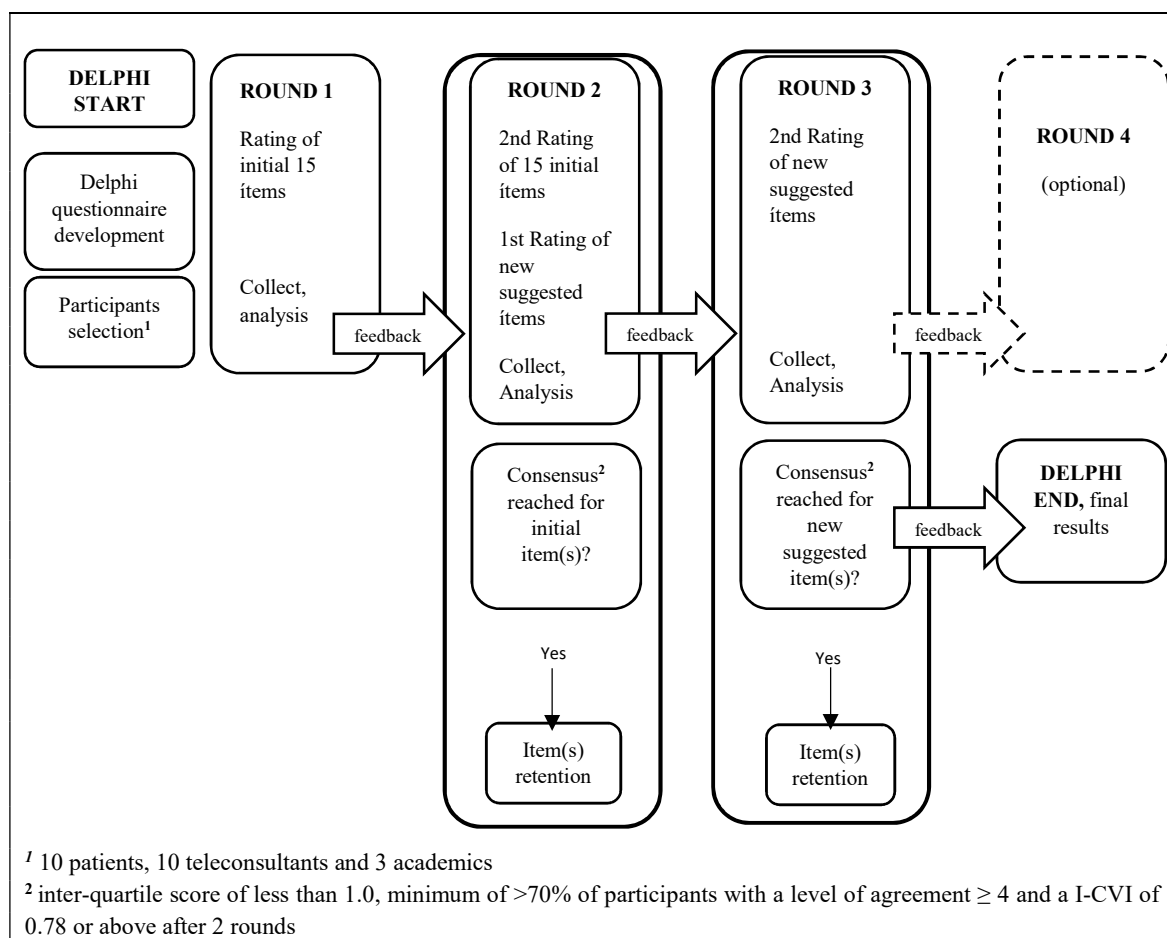 DELPHI
START
Delphi
questionnaire
development
Participants
selection¹
ROUND 1
Rating of
initial 15
ítems
Collect,
analysis
feedback
ROUND 2
2nd Rating
of 15 initial
ítems
1st Rating of
new
suggested
ítems
Collect,
Analysis
feedback
Consensus²
reached for
initial
item(s)?
Yes
Item(s)
retention
ROUND 3
2nd Rating
of new
suggested
ítems
Collect,
Analysis
feedback
Consensus²
reached for
new
suggested
item(s)?
feedback
Yes
Item(s)
retention
ROUND 4
(optional)
DELPHI
END, final
results
¹ 10 patients, 10 teleconsultants and 3 academics
² inter-quartile score of less than 1.0, minimum of >70% of participants with a level of agreement ≥ 4 and a I-CVI of
0.78 or above after 2 rounds